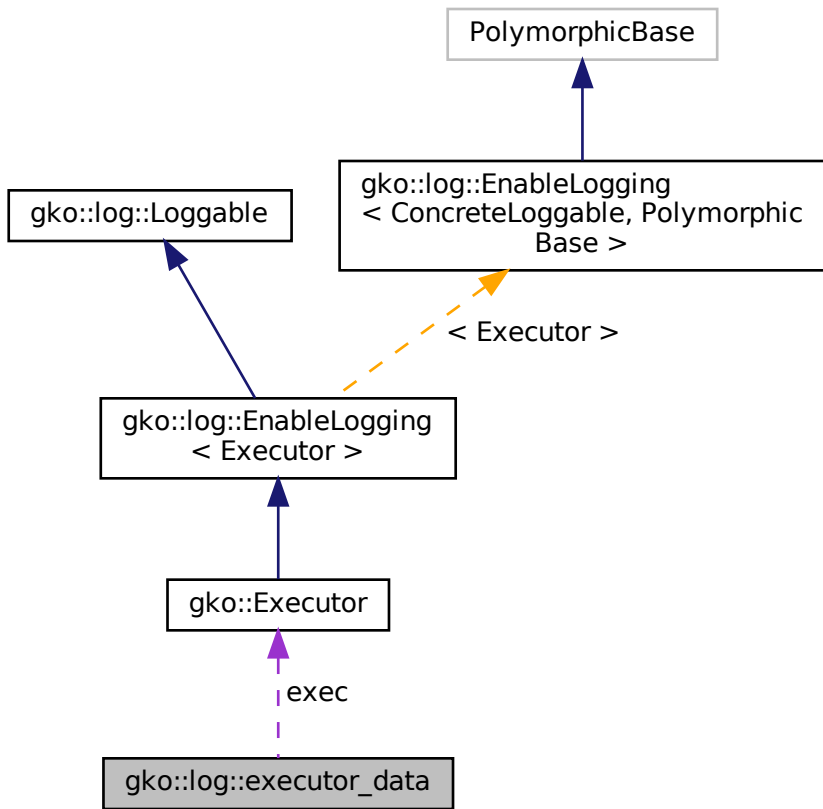 PolymorphicBase
gko::log::Loggable
gko::log::EnableLogging
< ConcreteLoggable, Polymorphic
Base >
< Executor >
gko::log::EnableLogging
< Executor >
gko::Executor
exec
gko::log::executor_data